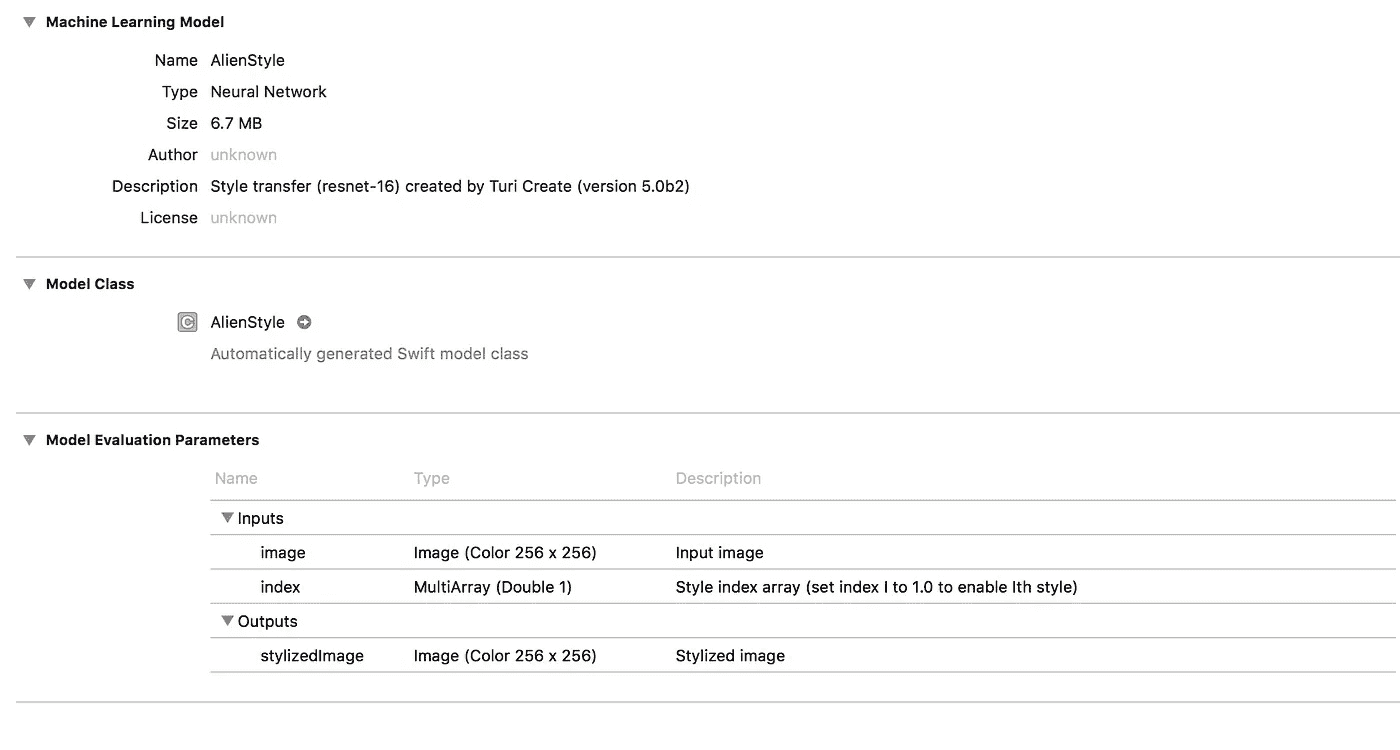 Machine Learning Model
Name AlienStyle
Type Neural Network
Size 6.7 MB
Author unknown
Description Style transfer (resnet-16) created by Turi Create (version 5.0b2)
License unknown
Model Class
C AlienStyle
Automatically generated Swift model class
Model Evaluation Parameters
Name Type Description
Inputs
image Image (Color 256 x 256) Input image
index MultiArray (Double 1) Style index array (set index I to 1.0 to enable Ith style)
Outputs
stylizedImage Image (Color 256 x 256) Stylized image